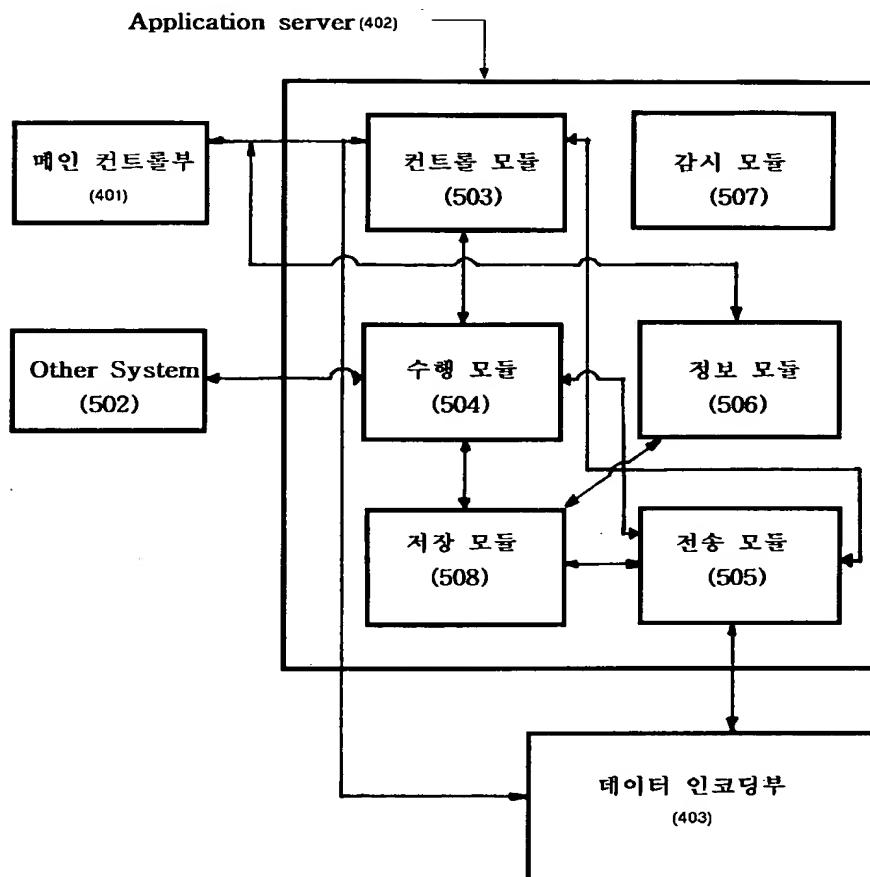 Application server (402)
메인 컨트롤부
(401)
컨트롤 모듈
(503)
감시 모듈
(507)
Other System
(502)
수행 모듈
(504)
정보 모듈
(506)
저장 모듈
(508)
전송 모듈
(505)
데이터 인코딩부
(403)